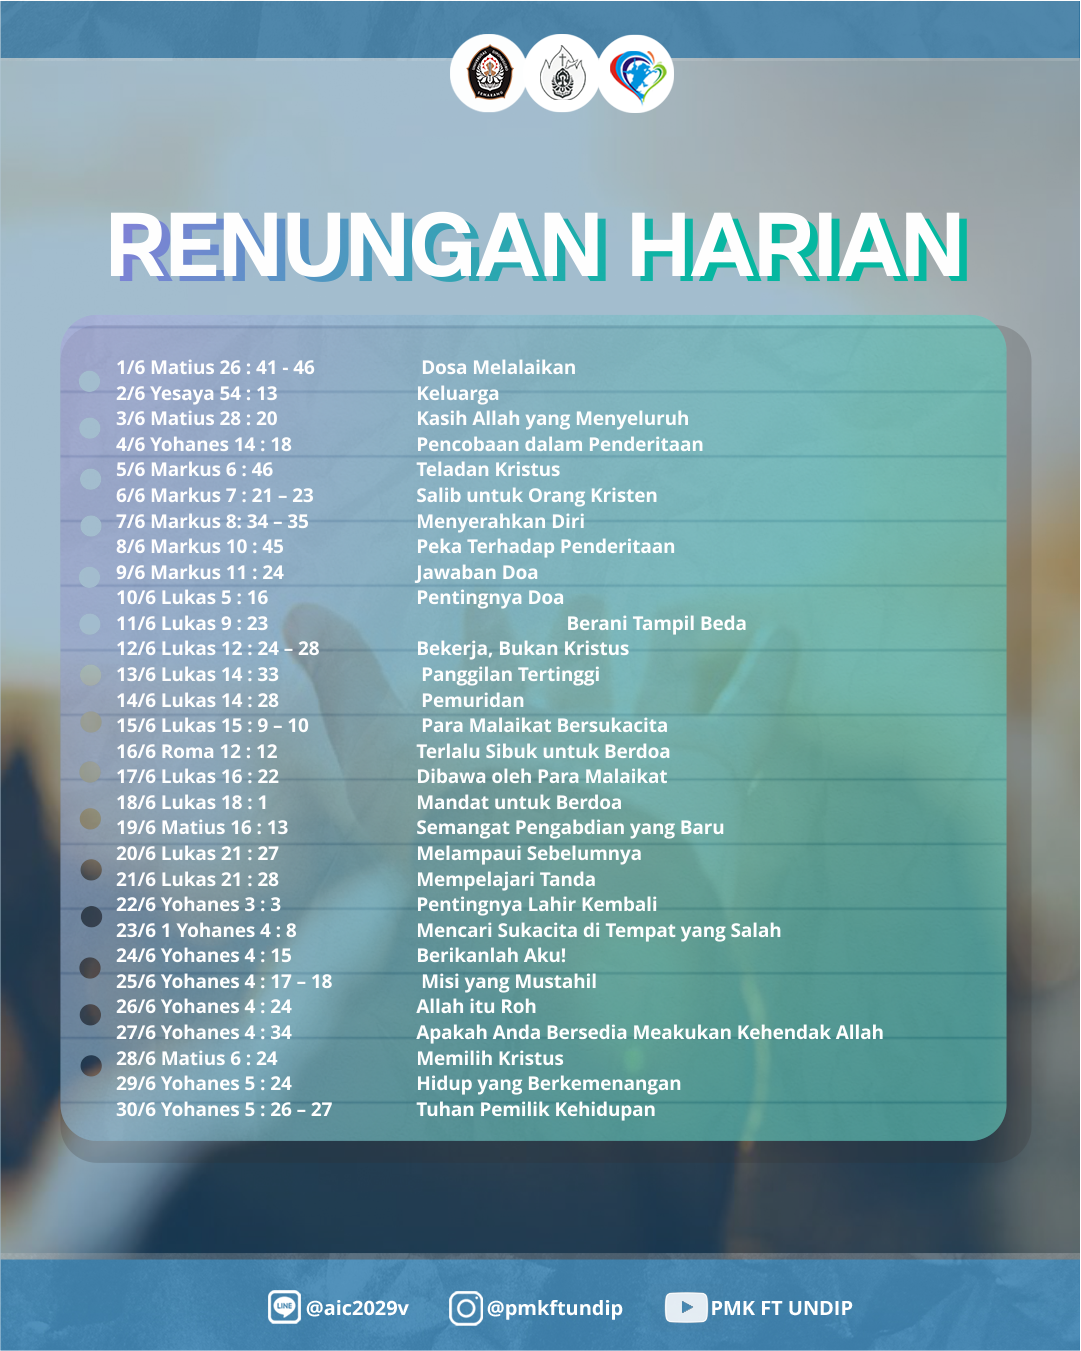 RENUNGAN HARIAN
1/6 Matius 26 : 41 - 46 Dosa Melalaikan
2/6 Yesaya 54 : 13 Keluarga
3/6 Matius 28 : 20 Kasih Allah yang Menyeluruh
4/6 Yohanes 14 : 18 Pencobaan dalam Penderitaan
5/6 Markus 6 : 46 Teladan Kristus
6/6 Markus 7 : 21 – 23 Salib untuk Orang Kristen
7/6 Markus 8: 34 – 35 Menyerahkan Diri
8/6 Markus 10 : 45 Peka Terhadap Penderitaan
9/6 Markus 11 : 24 Jawaban Doa
10/6 Lukas 5 : 16 Pentingnya Doa
11/6 Lukas 9 : 23 Berani Tampil Beda
12/6 Lukas 12 : 24 – 28 Bekerja, Bukan Kristus
13/6 Lukas 14 : 33 Panggilan Tertinggi
14/6 Lukas 14 : 28 Pemuridan
15/6 Lukas 15 : 9 – 10 Para Malaikat Bersukacita
16/6 Roma 12 : 12 Terlalu Sibuk untuk Berdoa
17/6 Lukas 16 : 22 Dibawa oleh Para Malaikat
18/6 Lukas 18 : 1 Mandat untuk Berdoa
19/6 Matius 16 : 13 Semangat Pengabdian yang Baru
20/6 Lukas 21 : 27 Melampaui Sebelumnya
21/6 Lukas 21 : 28 Mempelajari Tanda
22/6 Yohanes 3 : 3 Pentingnya Lahir Kembali
23/6 1 Yohanes 4 : 8 Mencari Sukacita di Tempat yang Salah
24/6 Yohanes 4 : 15 Berikanlah Aku!
25/6 Yohanes 4 : 17 – 18 Misi yang Mustahil
26/6 Yohanes 4 : 24 Allah itu Roh
27/6 Yohanes 4 : 34 Apakah Anda Bersedia Meakukan Kehendak Allah
28/6 Matius 6 : 24 Memilih Kristus
29/6 Yohanes 5 : 24 Hidup yang Berkemenangan
30/6 Yohanes 5 : 26 – 27 Tuhan Pemilik Kehidupan
LINE @aic2029v @pmkftundip PMK FT UNDIP